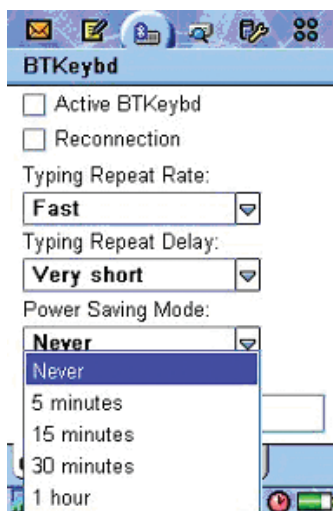 BTKeybd
Active BTKeybd
Reconnection
Typing Repeat Rate:
Fast
Typing Repeat Delay:
Very short
Power Saving Mode:
Never
Never
5 minutes
15 minutes
30 minutes
1 hour